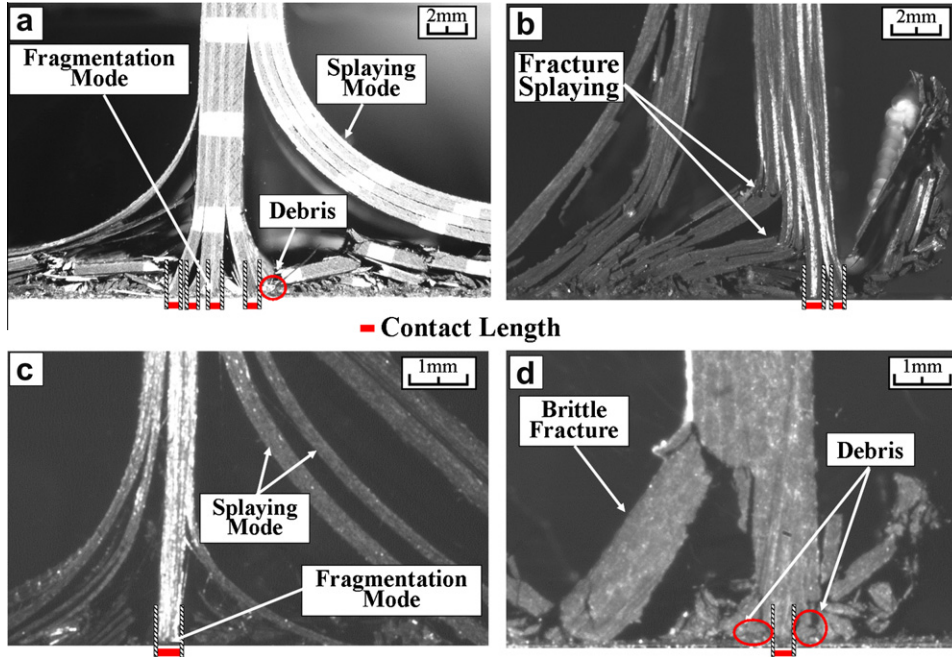 a
2mm
Fragmentation
Mode
Splaying
Mode
Debris
b
2mm
Fracture
Splaying
Contact Length
c
1mm
Splaying
Mode
Fragmentation
Mode
d
1mm
Brittle
Fracture
Debris